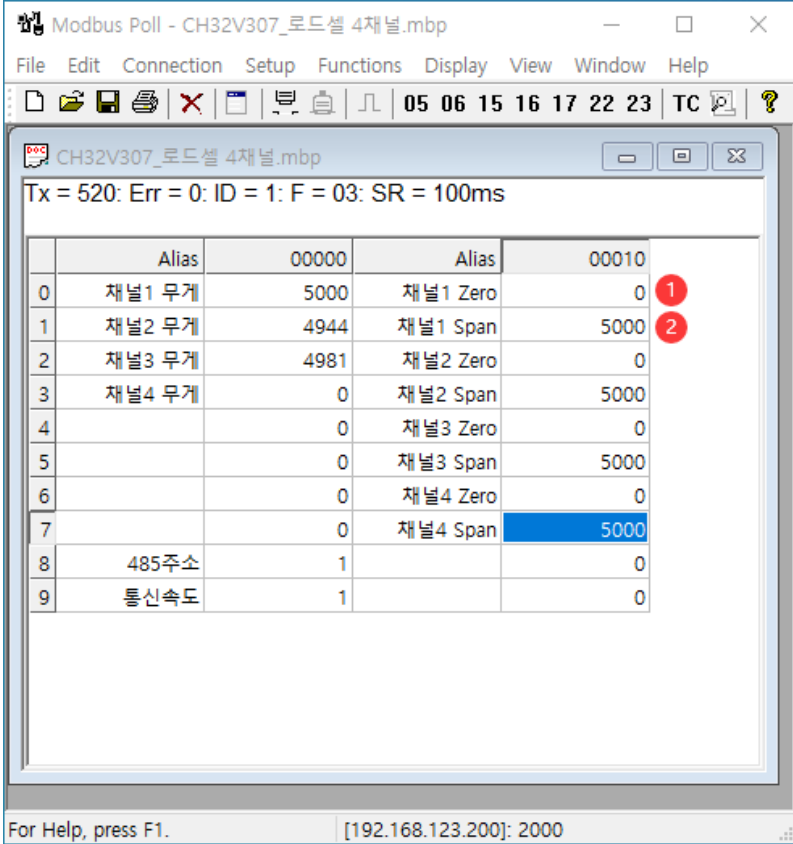 Modbus Poll - CH32V307_로드셀 4채널.mbp
File Edit Connection Setup Functions Display View Window Help
05 06 15 16 17 22 23 TC
CH32V307_로드셀 4채널.mbp
Tx = 520: Err = 0: ID = 1: F = 03: SR = 100ms
Alias 00000 Alias 00010
0 채널1 무게 5000 채널1 Zero 0 1
1 채널2 무게 4944 채널1 Span 5000 2
2 채널3 무게 4981 채널2 Zero 0
3 채널4 무게 0 채널2 Span 5000
4 0 채널3 Zero 0
5 0 채널3 Span 5000
6 0 채널4 Zero 0
7 0 채널4 Span 5000
8 485주소 1 0
9 통신속도 1 0
For Help, press F1. [192.168.123.200]: 2000